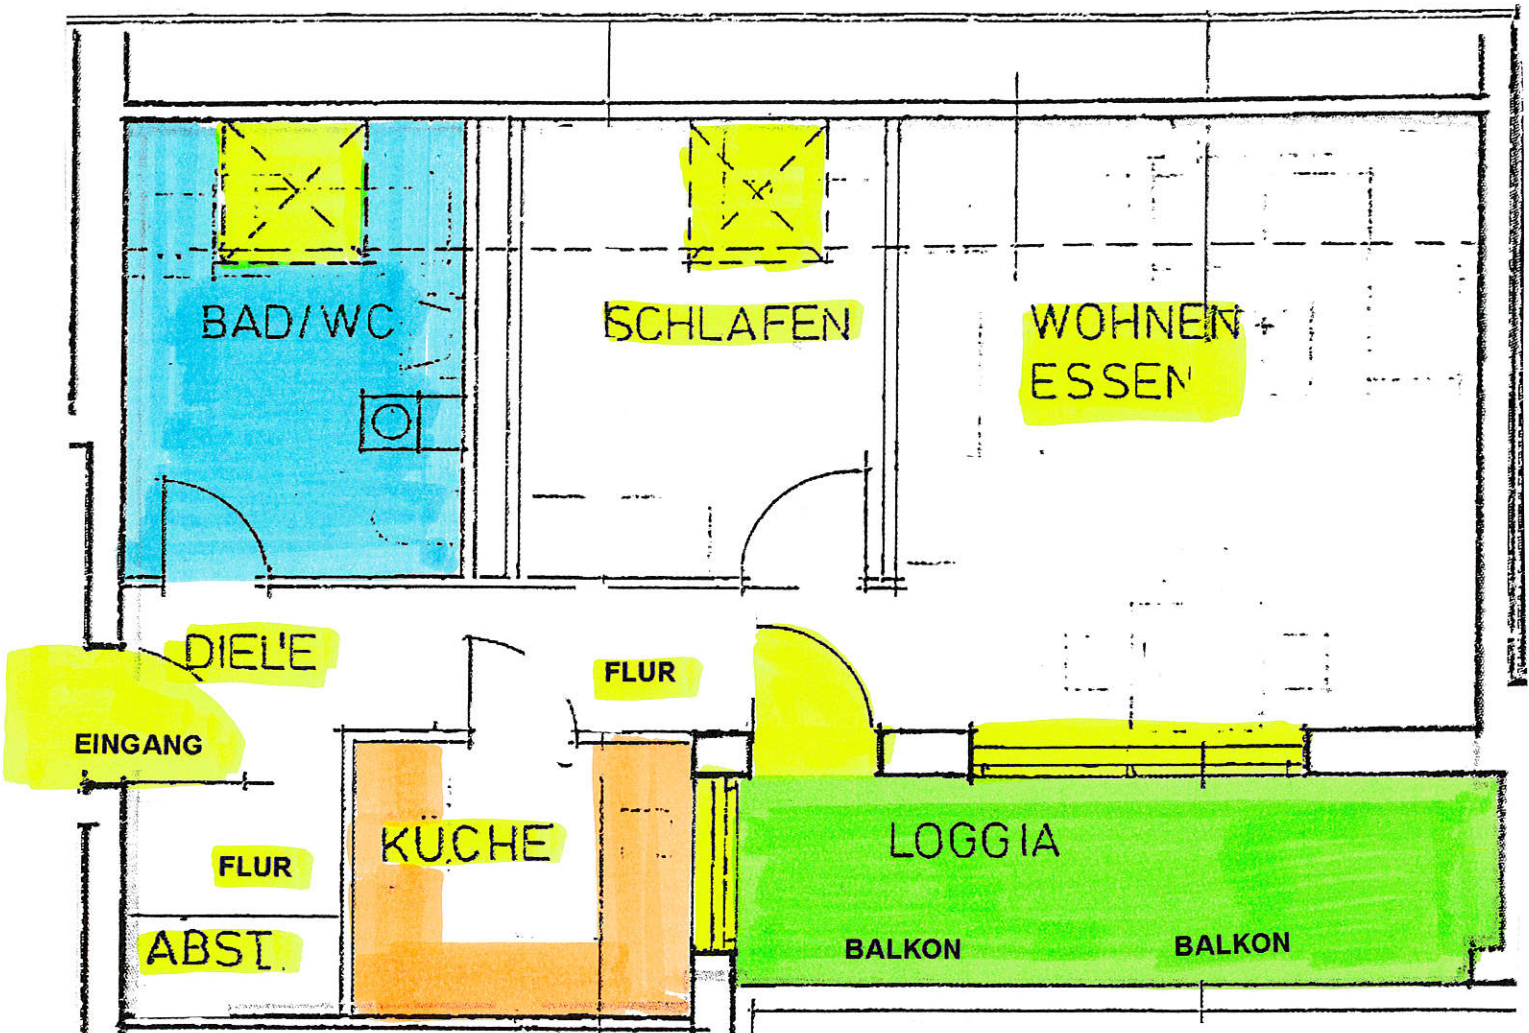 BAD/WC
SCHLAFEN
WOHNEN
ESSEN
DIELE
FLUR
EINGANG
KÜCHE
LOGGIA
FLUR
ABST.
BALKON
BALKON